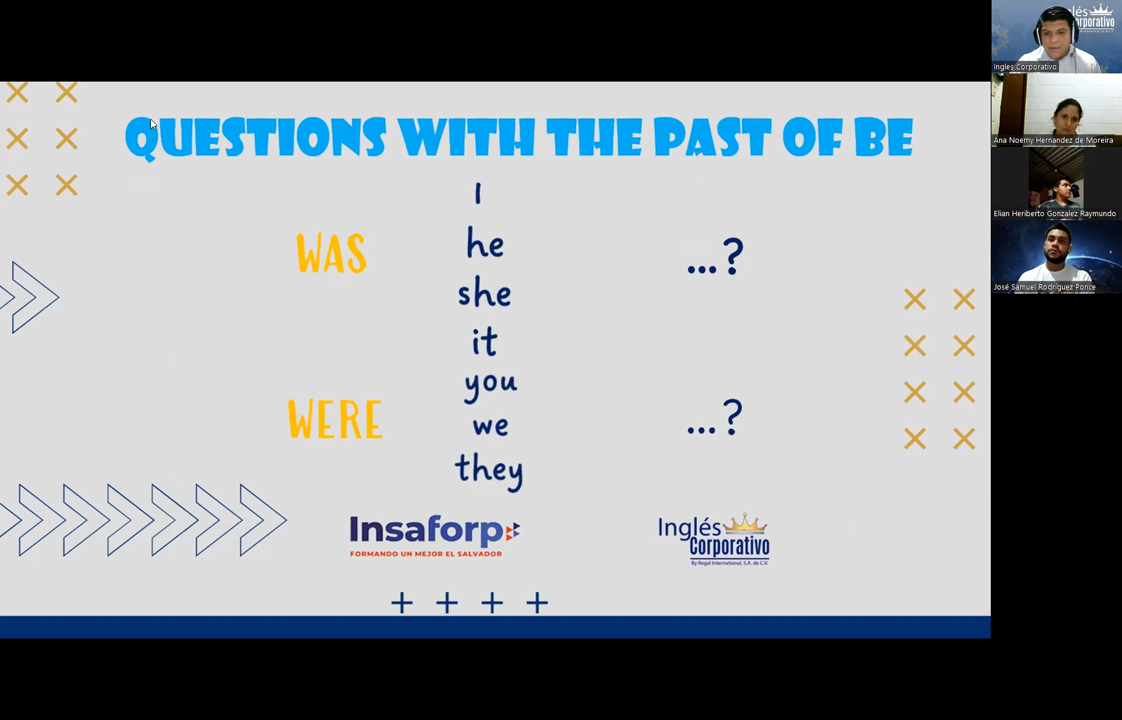 QUESTIONS WITH THE PAST OF BE
I
he
WAS
...?
she
it
you
WERE
we
...?
they
Insaforp
FORMANDO UN MEJOR EL SALVADOR
Inglés
Corporativo
By Regal International, S.A. de C.V.
Ingles Corporativo
Ana Noemy Hernandez de Moreira
Elian Heriberto Gonzalez Raymundo
José Samuel Rodríguez Ponce